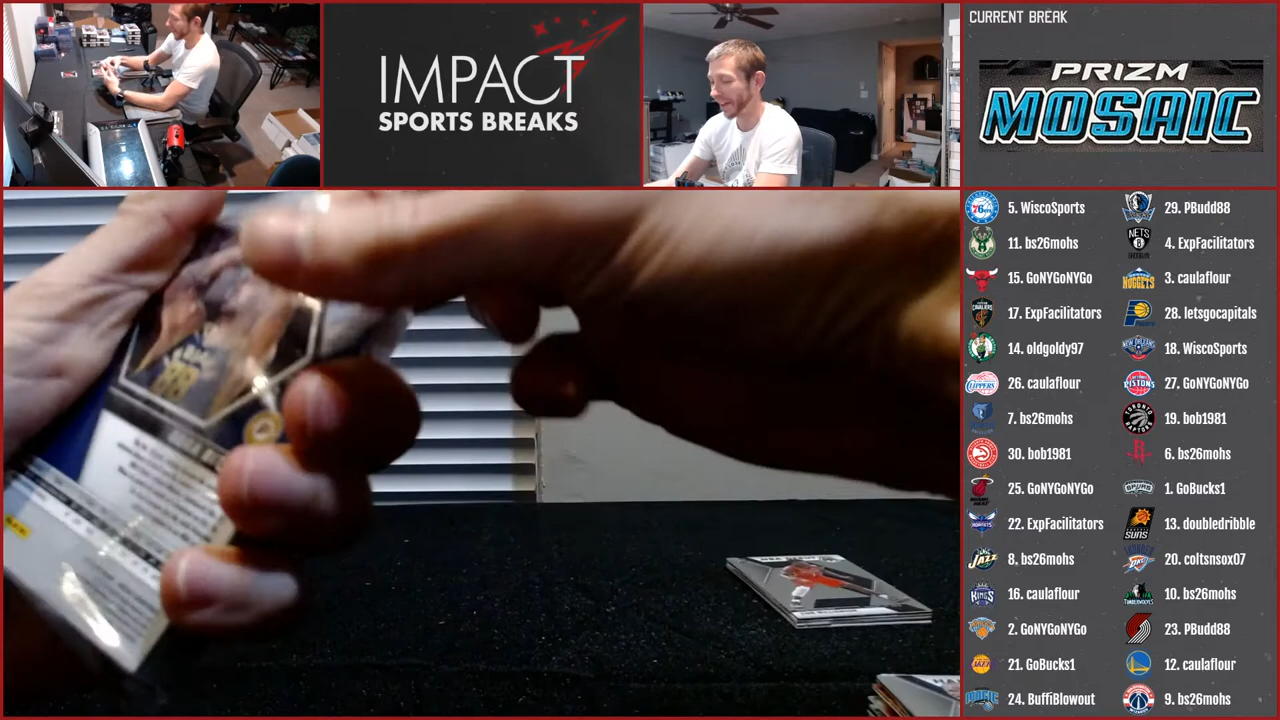 IMPACT
SPORTS BREAKS
CURRENT BREAK
PRIZM
MOSAIC
5. WiscoSports
29. PBudd88
11. bs26mohs
4. ExpFacilitators
15. GoNYGoNYGo
3. caulaflour
17. ExpFacilitators
28. letsgocapitals
14. oldgoldy97
18. WiscoSports
26. caulaflour
27. GoNYGoNYGo
7. bs26mohs
19. bob1981
30. bob1981
6. bs26mohs
25. GoNYGoNYGo
1. GoBucks1
22. ExpFacilitators
13. doubledribble
8. bs26mohs
20. coltsnsox07
16. caulaflour
10. bs26mohs
2. GoNYGoNYGo
23. PBudd88
21. GoBucks1
12. caulaflour
24. BuffiBlowout
9. bs26mohs